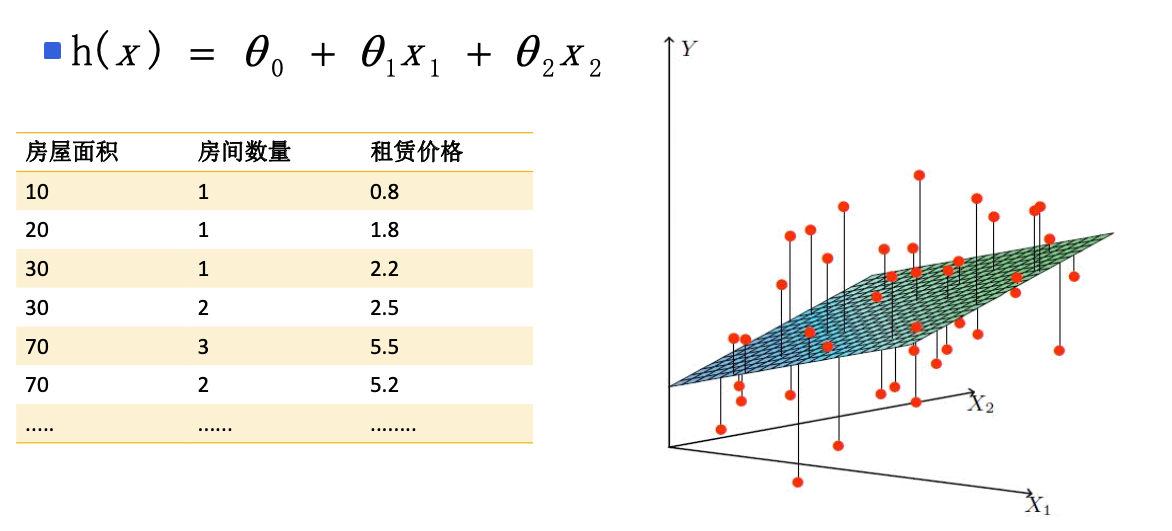 h(x) = θ₀ + θ₁x₁ + θ₂x₂
房屋面积 房间数量 租赁价格
10 1 0.8
20 1 1.8
30 1 2.2
30 2 2.5
70 3 5.5
70 2 5.2
..... ...... ........
Y
X₂
X₁